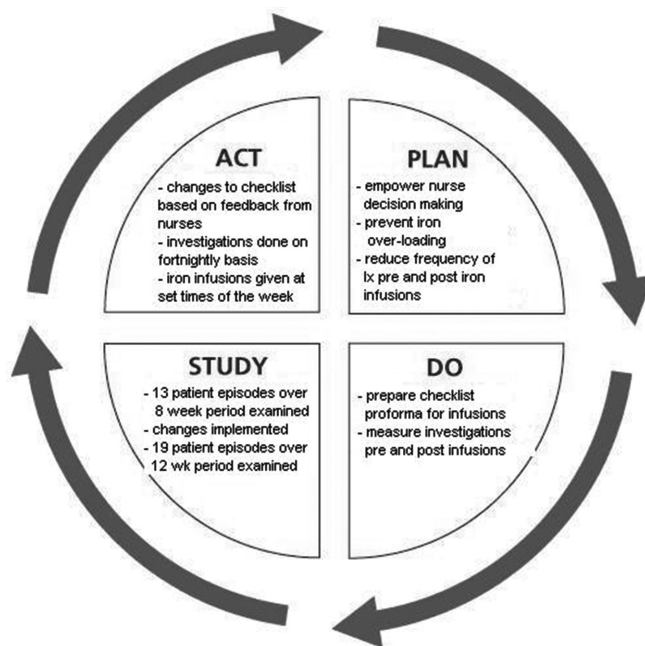 ACT
- changes to checklist
based on feedback from
nurses
- investigations done on
fortnightly basis
- iron infusions given at
set times of the week
PLAN
- empower nurse
decision making
- prevent iron
over-loading
- reduce frequency of
Ix pre and post iron
infusions
STUDY
- 13 patient episodes over
8 week period examined
- changes implemented
- 19 patient episodes over
12 wk period examined
DO
- prepare checklist
proforma for infusions
- measure investigations
pre and post infusions